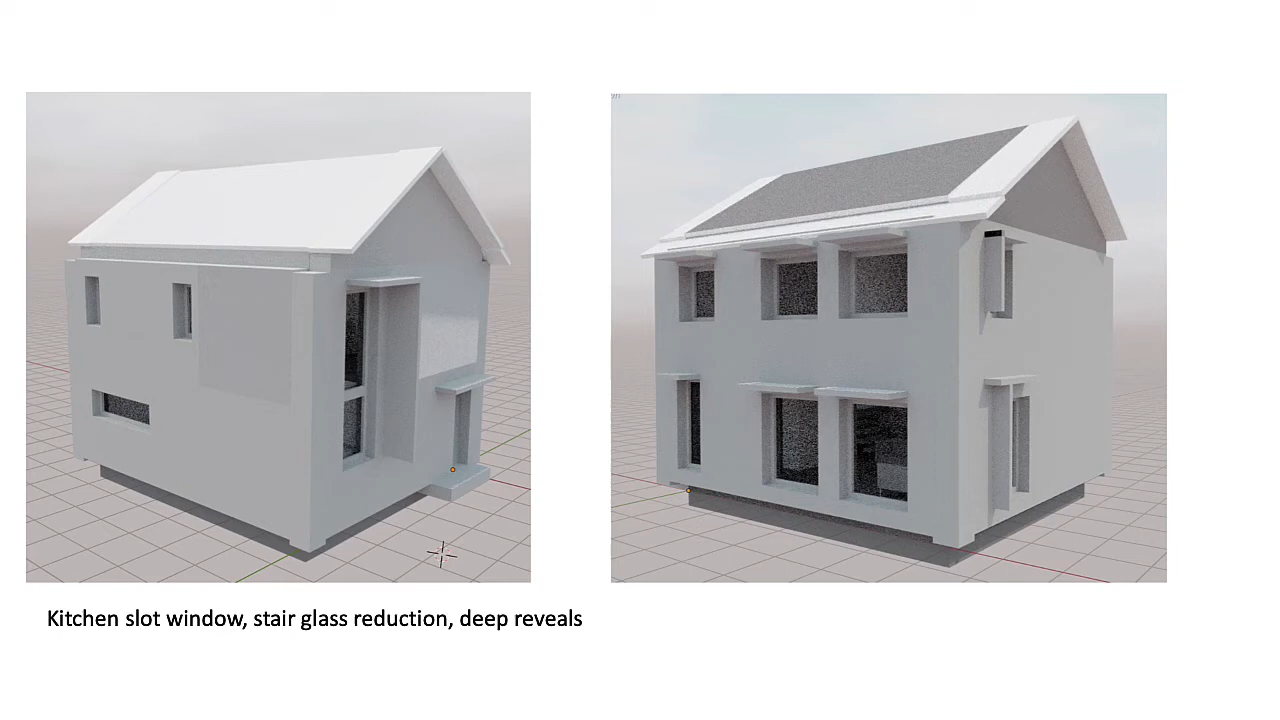 Kitchen slot window, stair glass reduction, deep reveals